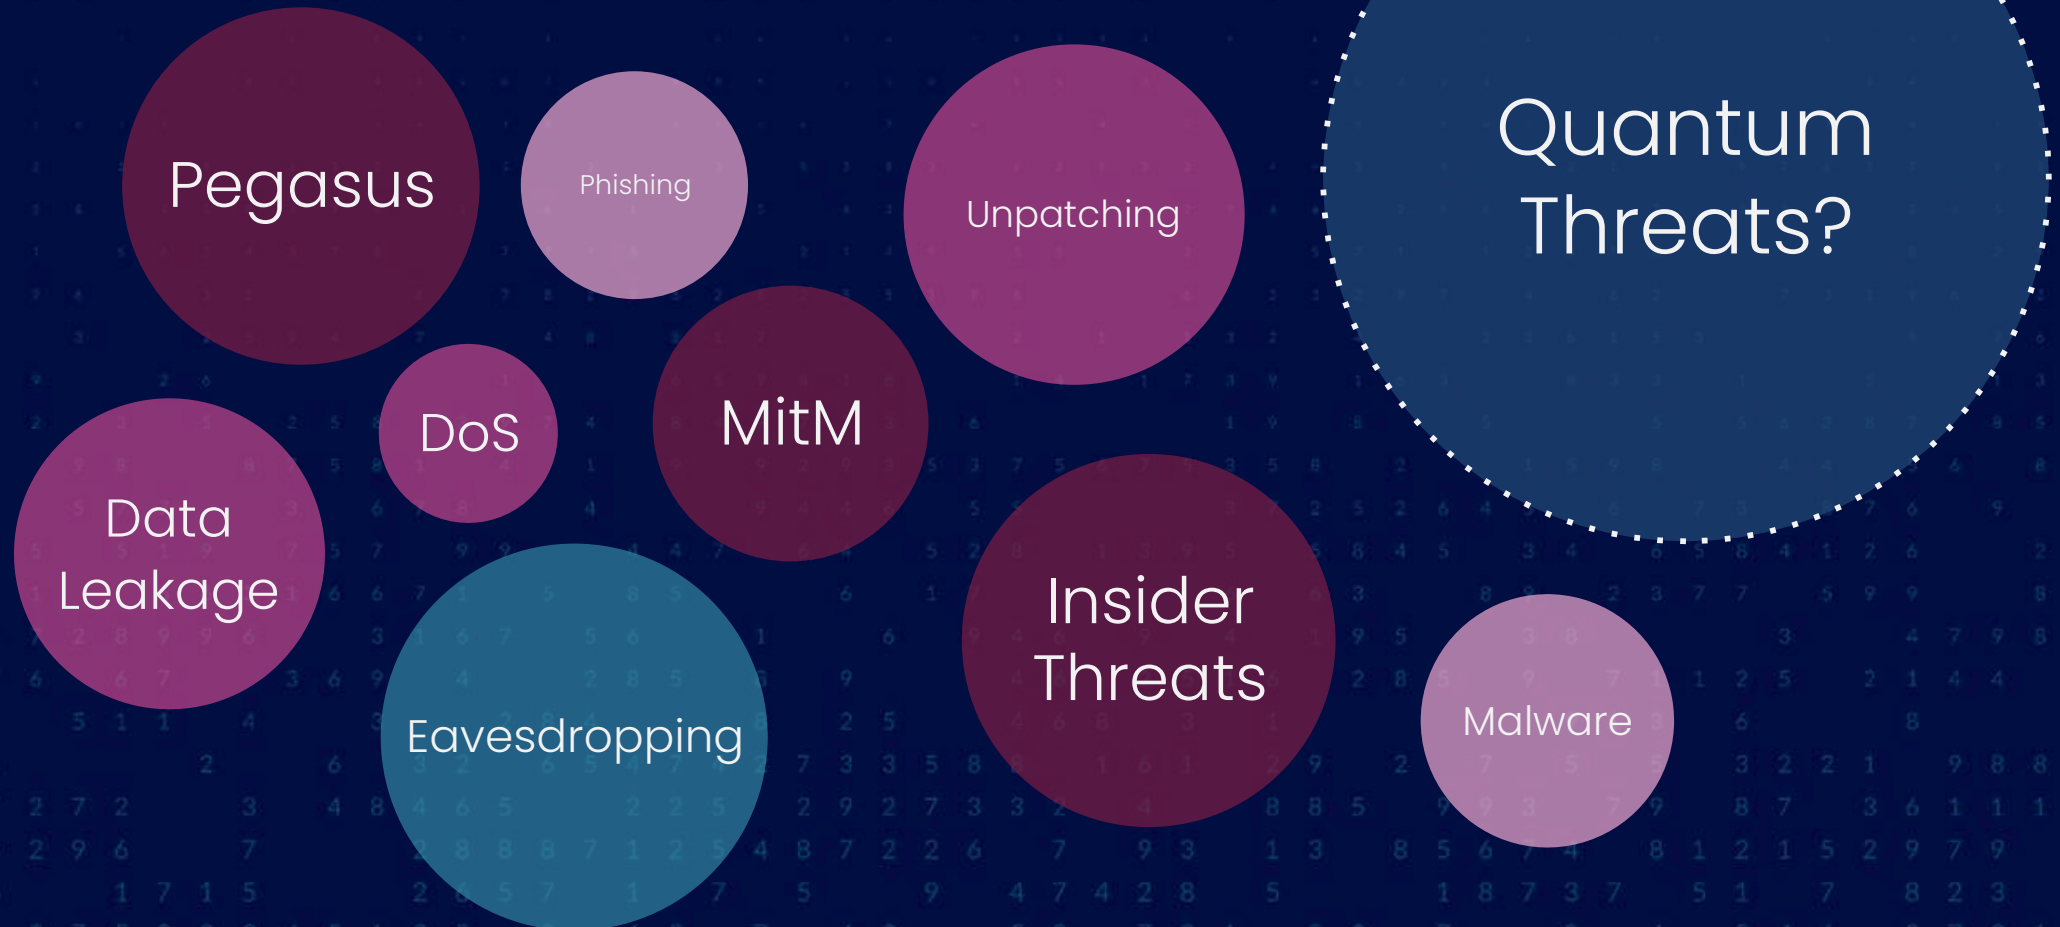 Pegasus
Phishing
Unpatching
Quantum
Threats?
DoS
MitM
Data
Leakage
Insider
Threats
Eavesdropping
Malware